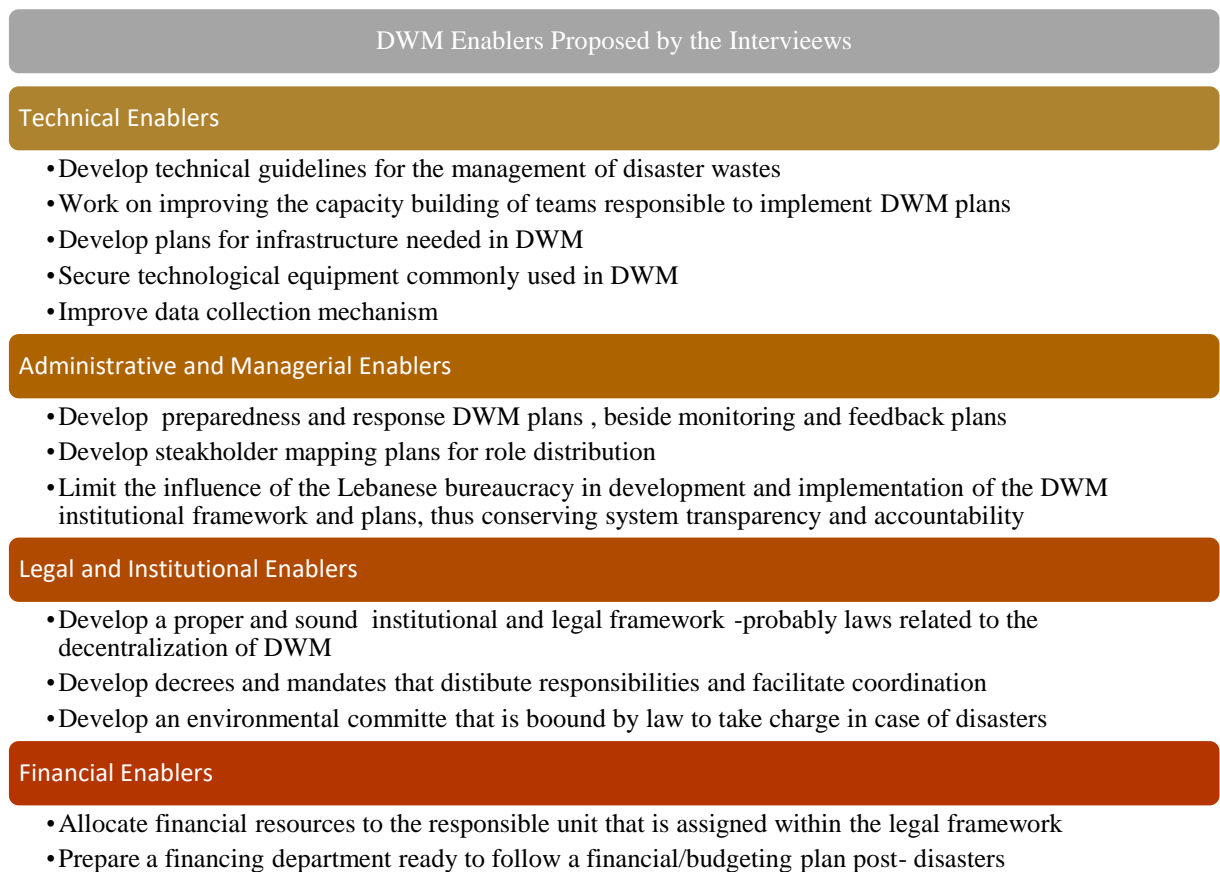 DWM Enablers Proposed by the Intervieews
Technical Enablers
•Develop technical guidelines for the management of disaster wastes
•Work on improving the capacity building of teams responsible to implement DWM plans
•Develop plans for infrastructure needed in DWM
•Secure technological equipment commonly used in DWM
•Improve data collection mechanism
Administrative and Managerial Enablers
•Develop preparedness and response DWM plans , beside monitoring and feedback plans
•Develop steakholder mapping plans for role distribution
•Limit the influence of the Lebanese bureaucracy in development and implementation of the DWM
institutional framework and plans, thus conserving system transparency and accountability
Legal and Institutional Enablers
•Develop a proper and sound institutional and legal framework -probably laws related to the
decentralization of DWM
•Develop decrees and mandates that distibute responsibilities and facilitate coordination
•Develop an environmental committe that is boound by law to take charge in case of disasters
Financial Enablers
•Allocate financial resources to the responsible unit that is assigned within the legal framework
•Prepare a financing department ready to follow a financial/budgeting plan post- disasters